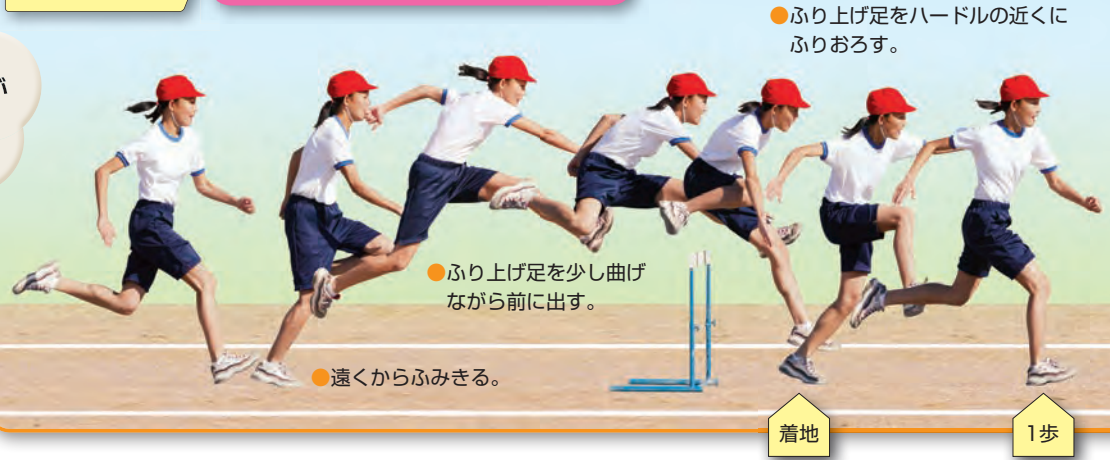 ●ふり上げ足をハードルの近くに
ふりおろす。
●ふり上げ足を少し曲げ
ながら前に出す。
●遠くからふみきる。
着地
1歩